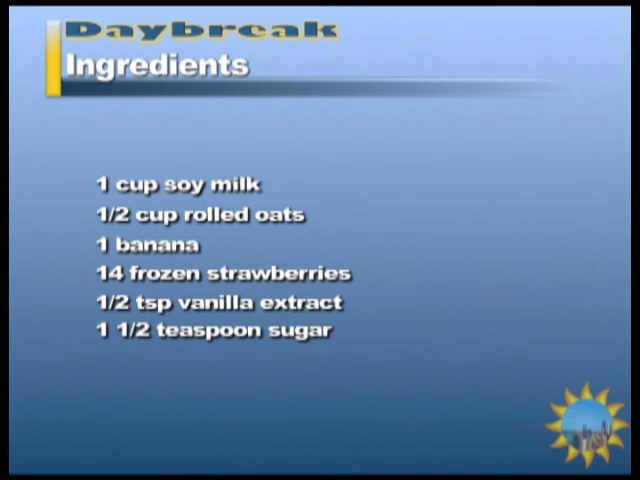 Daybreak
Ingredients
1 cup soy milk
1/2 cup rolled oats
1 banana
14 frozen strawberries
1/2 tsp vanilla extract
1 1/2 teaspoon sugar